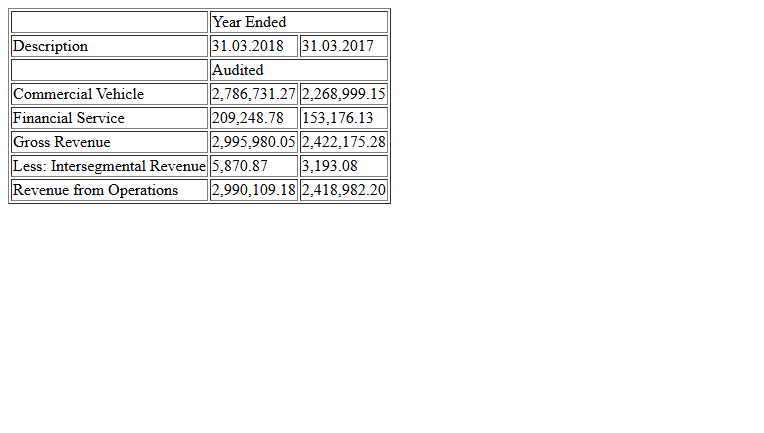 Year Ended
Description 31.03.2018 31.03.2017
Audited
Commercial Vehicle 2,786,731.27 2,268,999.15
Financial Service 209,248.78 153,176.13
Gross Revenue 2,995,980.05 2,422,175.28
Less: Intersegmental Revenue 5,870.87 3,193.08
Revenue from Operations 2,990,109.18 2,418,982.20